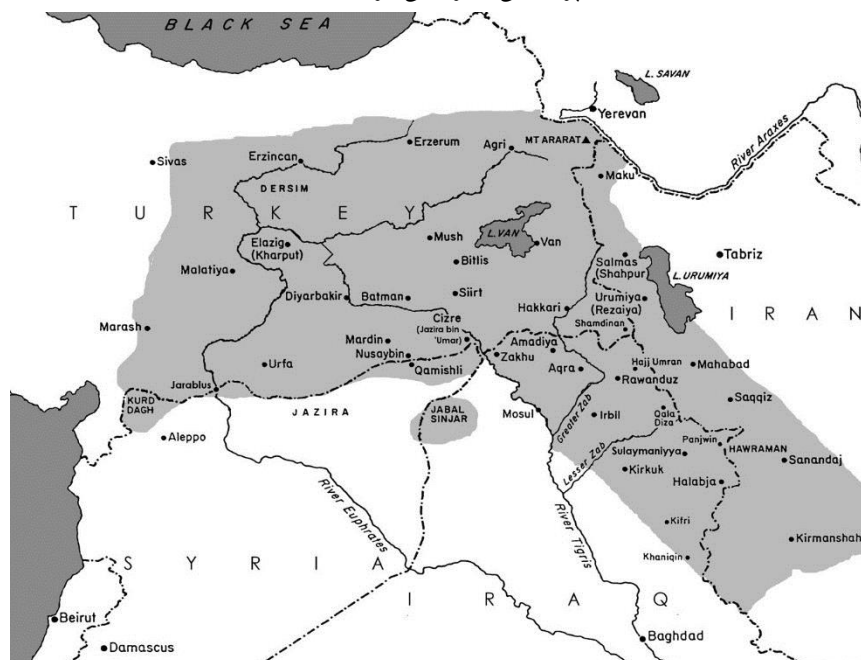 BLACK SEA
L. SAVAN
Yerevan
MT ARARAT
River Araxes
Sivas
Erzincan
Erzerum
Agri
Maku
DERSIM
TURKEY
Elazig
(Kharput)
Mush
L. VAN
Van
Bitlis
Salmas
(Shahpur)
Tabriz
L. URUMIYA
Malatiya
Diyarbakir
Batman
Siirt
Hakkari
Urumiya
(Rezaiya)
IRAN
Marash
Cizre
(Jazira bin
'Umar)
Shamdinan
Mardin
Amadiya
Zakhu
Hajj Umran
Mahabad
Urfa
Nusaybin
Qamishli
Aqra
Rawanduz
Jarablus
KURD
DAGH
JAZIRA
JABAL
SINJAR
Mosul
Greater Zab
Irbil
Qala
Diza
Saqqiz
Aleppo
Panjwin
HAWRAMAN
Sulaymaniyya
Sanandaj
Lesser Zab
Kirkuk
Halabja
River Euphrates
River Tigris
Kifri
Kirmanshah
Khaniqin
SYRIA
IRAQ
Beirut
Damascus
Baghdad